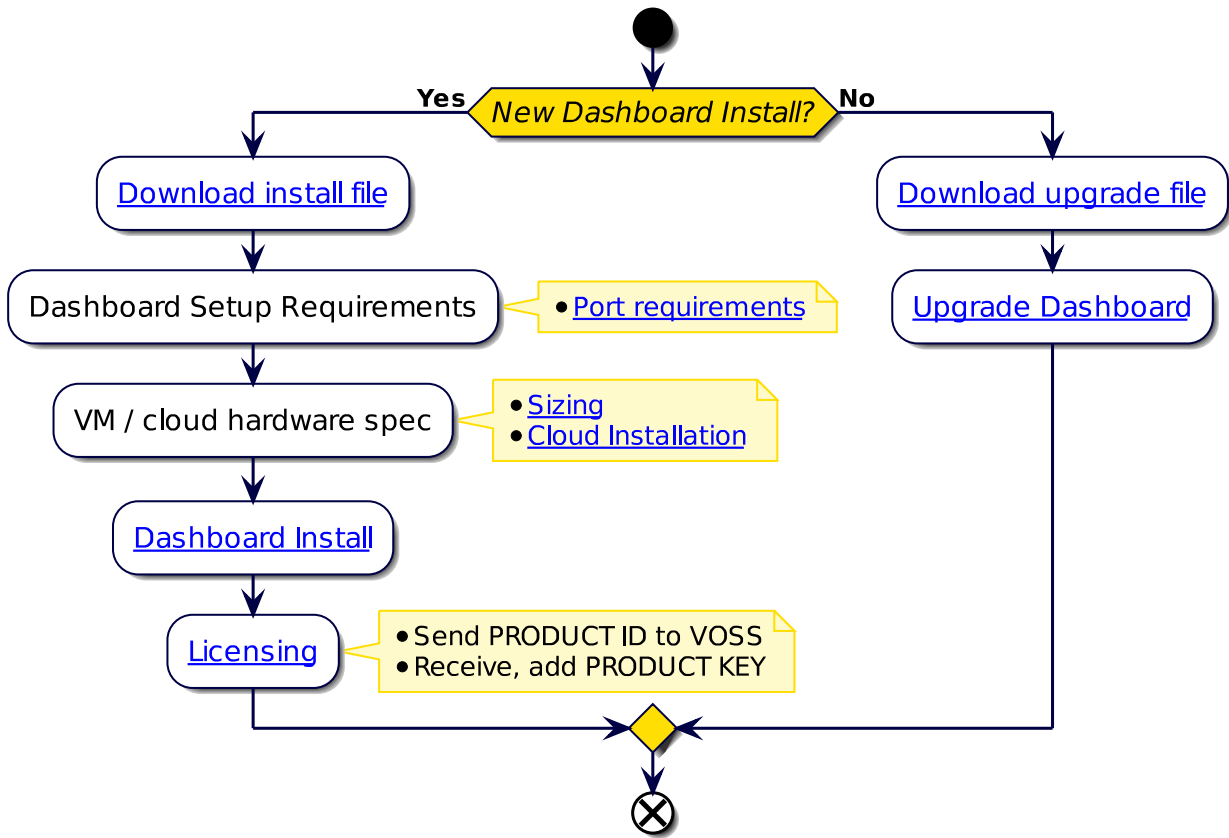 New Dashboard Install?
Yes
No
Download install file
Download upgrade file
Dashboard Setup Requirements
• Port requirements
Upgrade Dashboard
VM / cloud hardware spec
• Sizing
• Cloud Installation
Dashboard Install
Licensing
• Send PRODUCT ID to VOSS
• Receive, add PRODUCT KEY